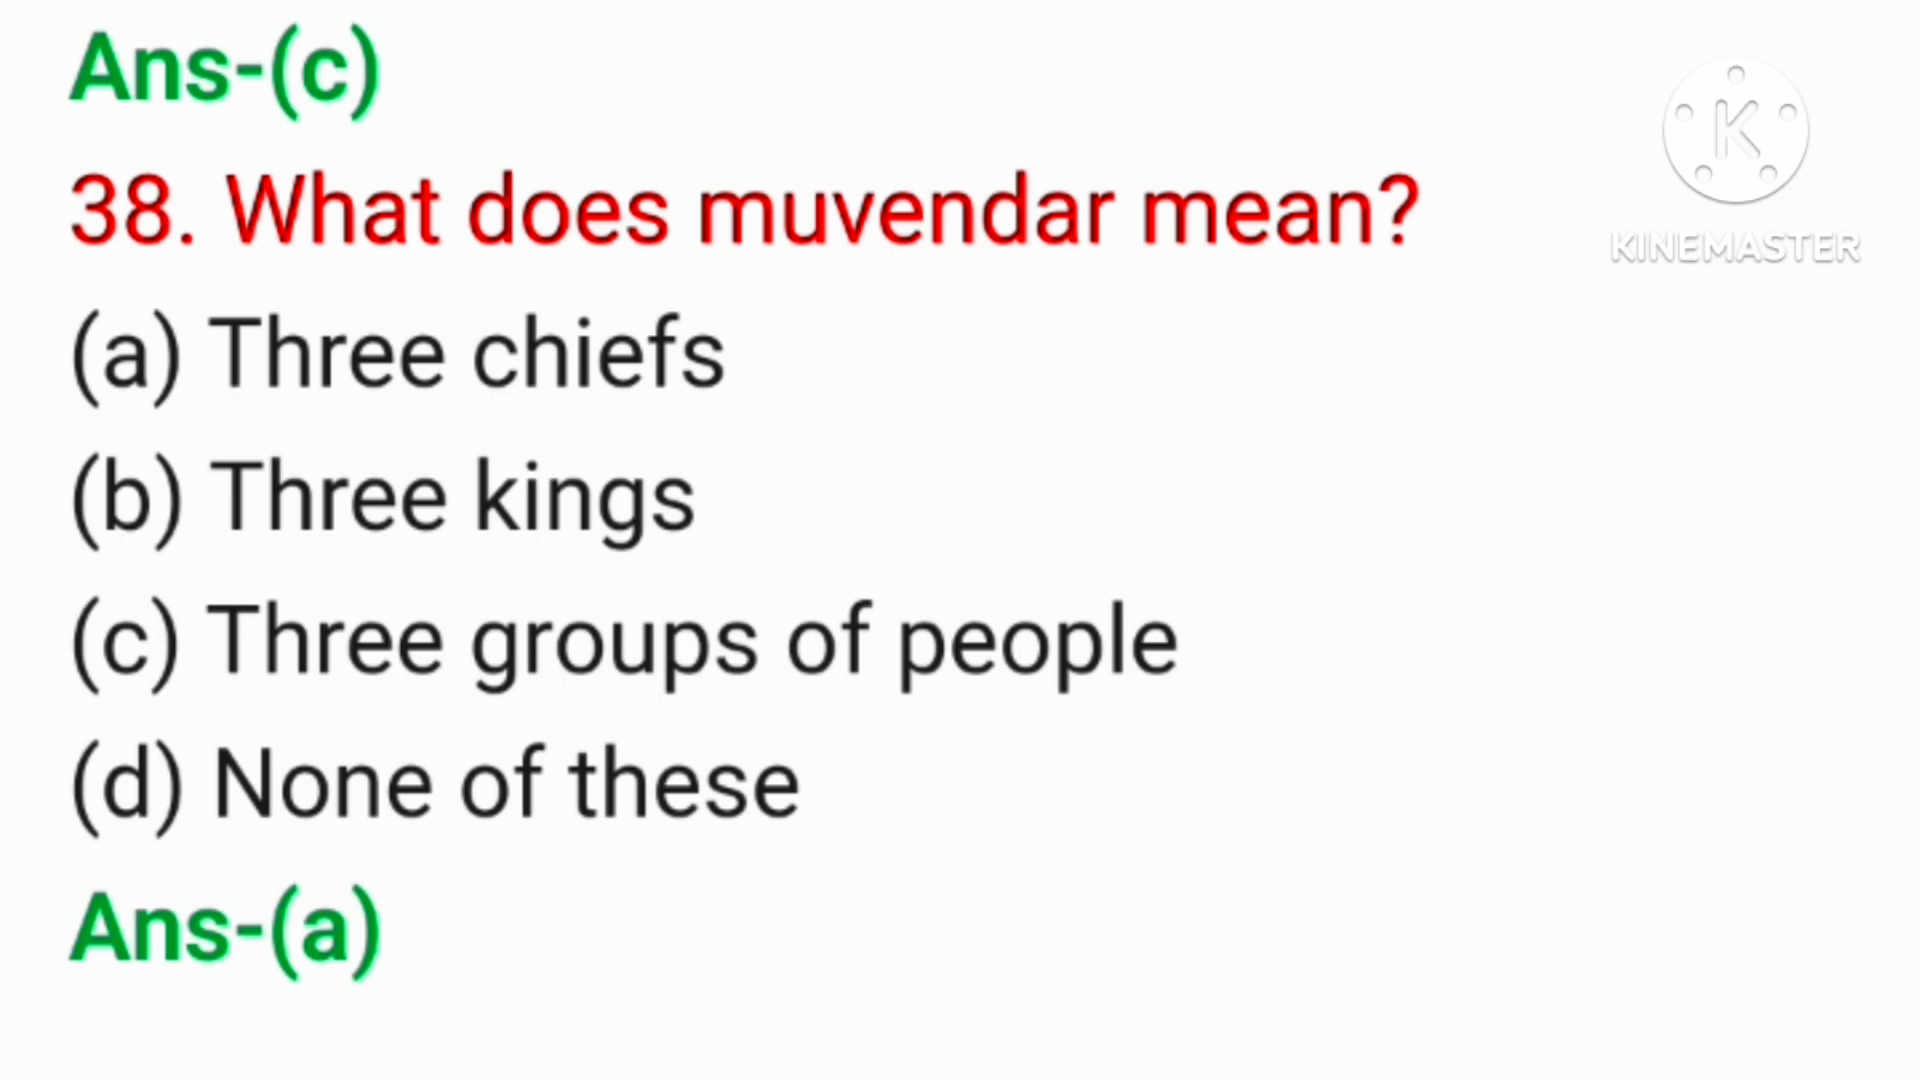 Ans-(c)
38. What does muvendar mean?
(a) Three chiefs
(b) Three kings
(c) Three groups of people
(d) None of these
Ans-(a)
K
KINEMASTER